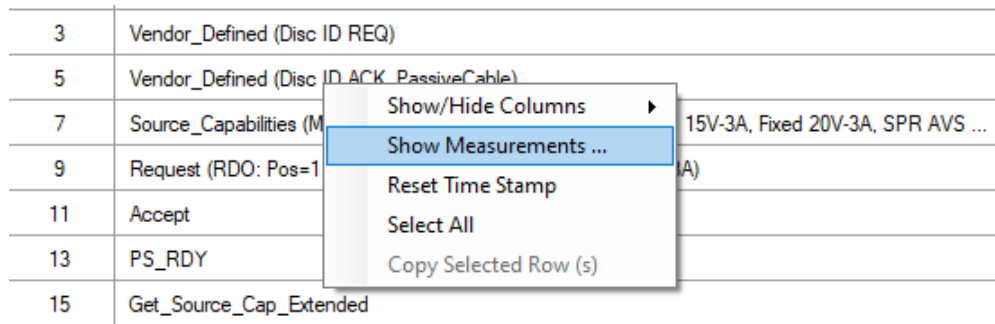 3 Vendor_Defined (Disc ID REQ)
5 Vendor_Defined (Disc ID ACK, PassiveCable)
Show/Hide Columns
7 Source_Capabilities (M 15V-3A, Fixed 20V-3A, SPR AVS ...
Show Measurements ...
9 Request (RDO: Pos=1 A)
Reset Time Stamp
11 Accept
Select All
13 PS_RDY
Copy Selected Row (s)
15 Get_Source_Cap_Extended